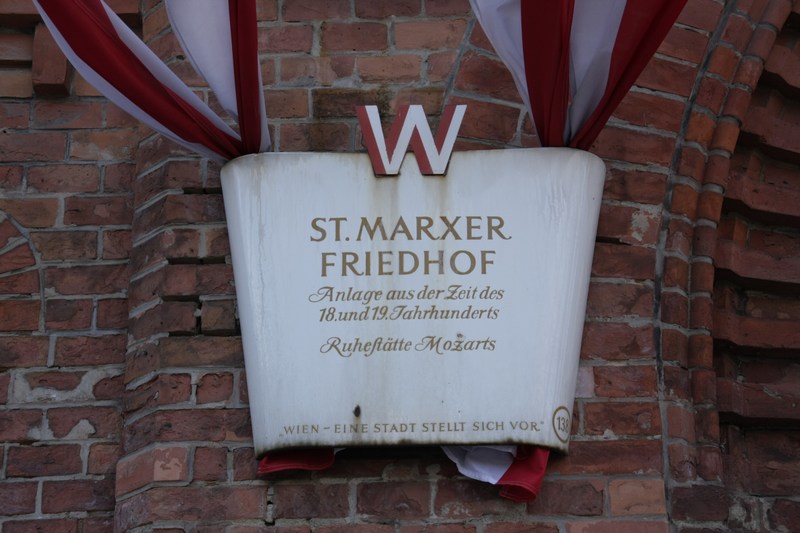 W
ST. MARXER
FRIEDHOF
Anlage aus der Zeit des
18. und 19. Jahrhunderts
Ruhestätte Mozarts
"WIEN – EINE STADT STELLT SICH VOR"